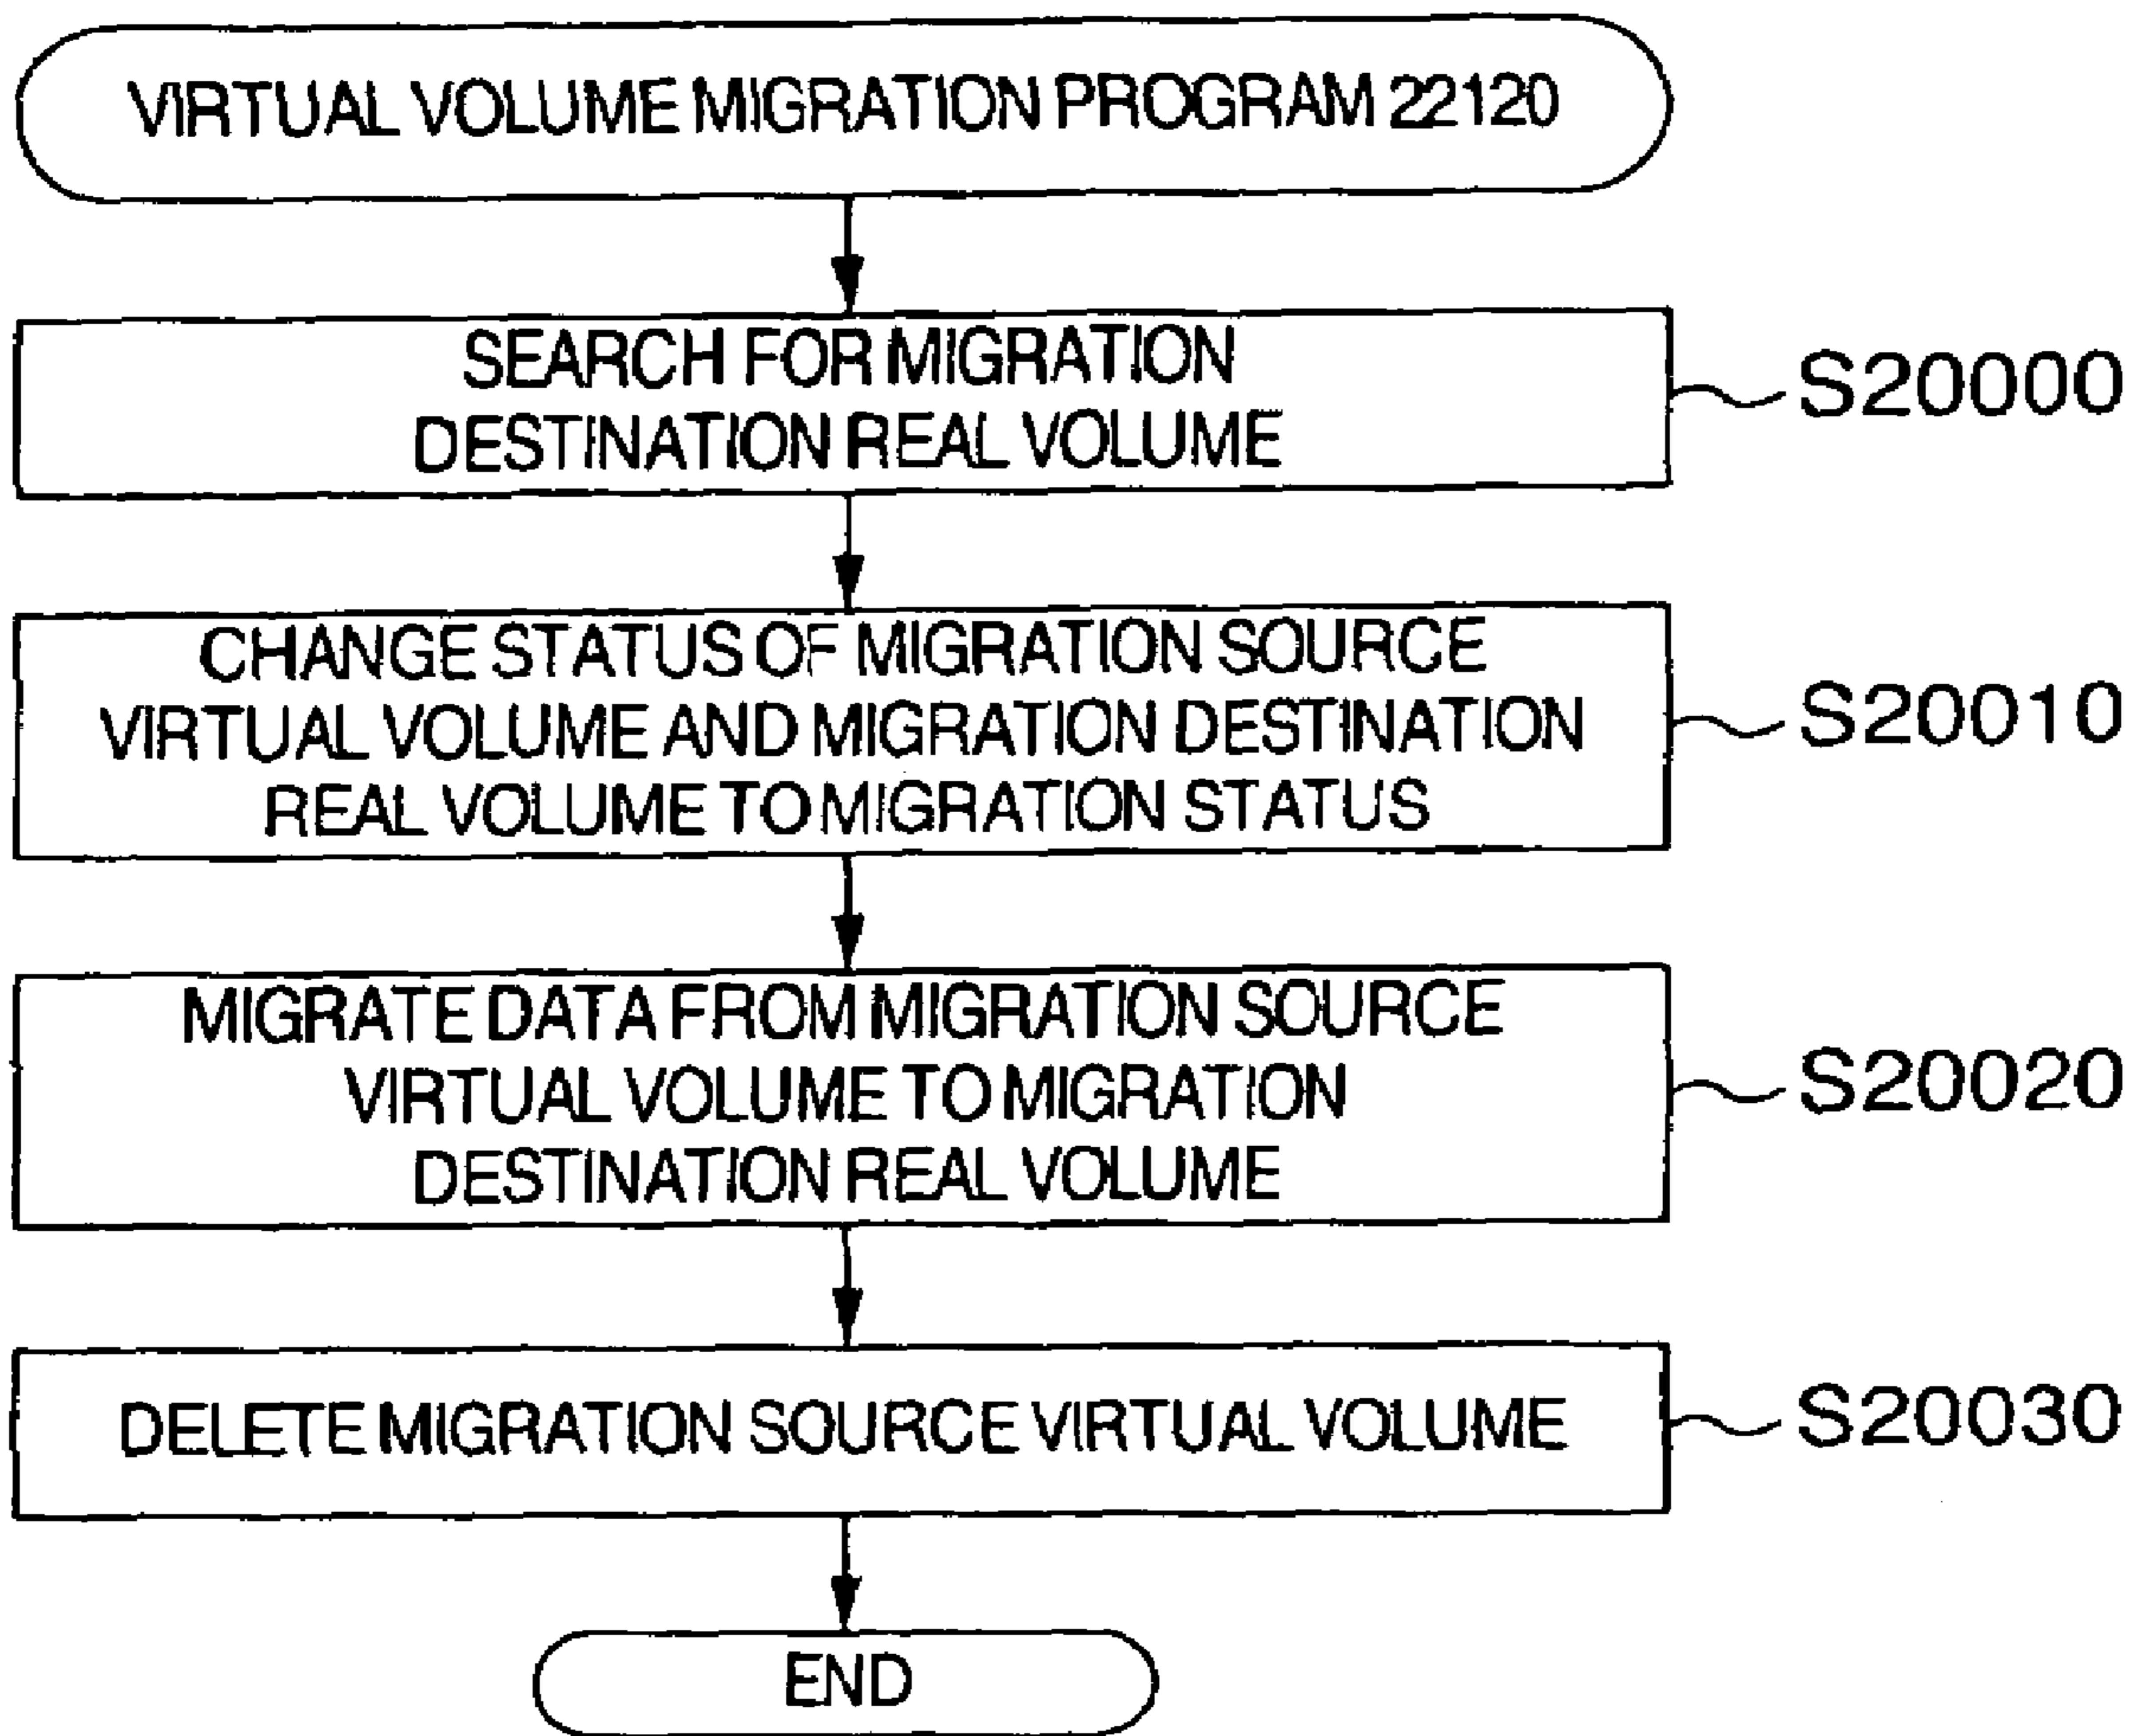 VIRTUAL VOLUME MIGRATION PROGRAM 22120
SEARCH FOR MIGRATION
DESTINATION REAL VOLUME
S20000
CHANGE STATUS OF MIGRATION SOURCE
VIRTUAL VOLUME AND MIGRATION DESTINATION
REAL VOLUME TO MIGRATION STATUS
S20010
MIGRATE DATA FROM MIGRATION SOURCE
VIRTUAL VOLUME TO MIGRATION
DESTINATION REAL VOLUME
S20020
DELETE MIGRATION SOURCE VIRTUAL VOLUME
S20030
END